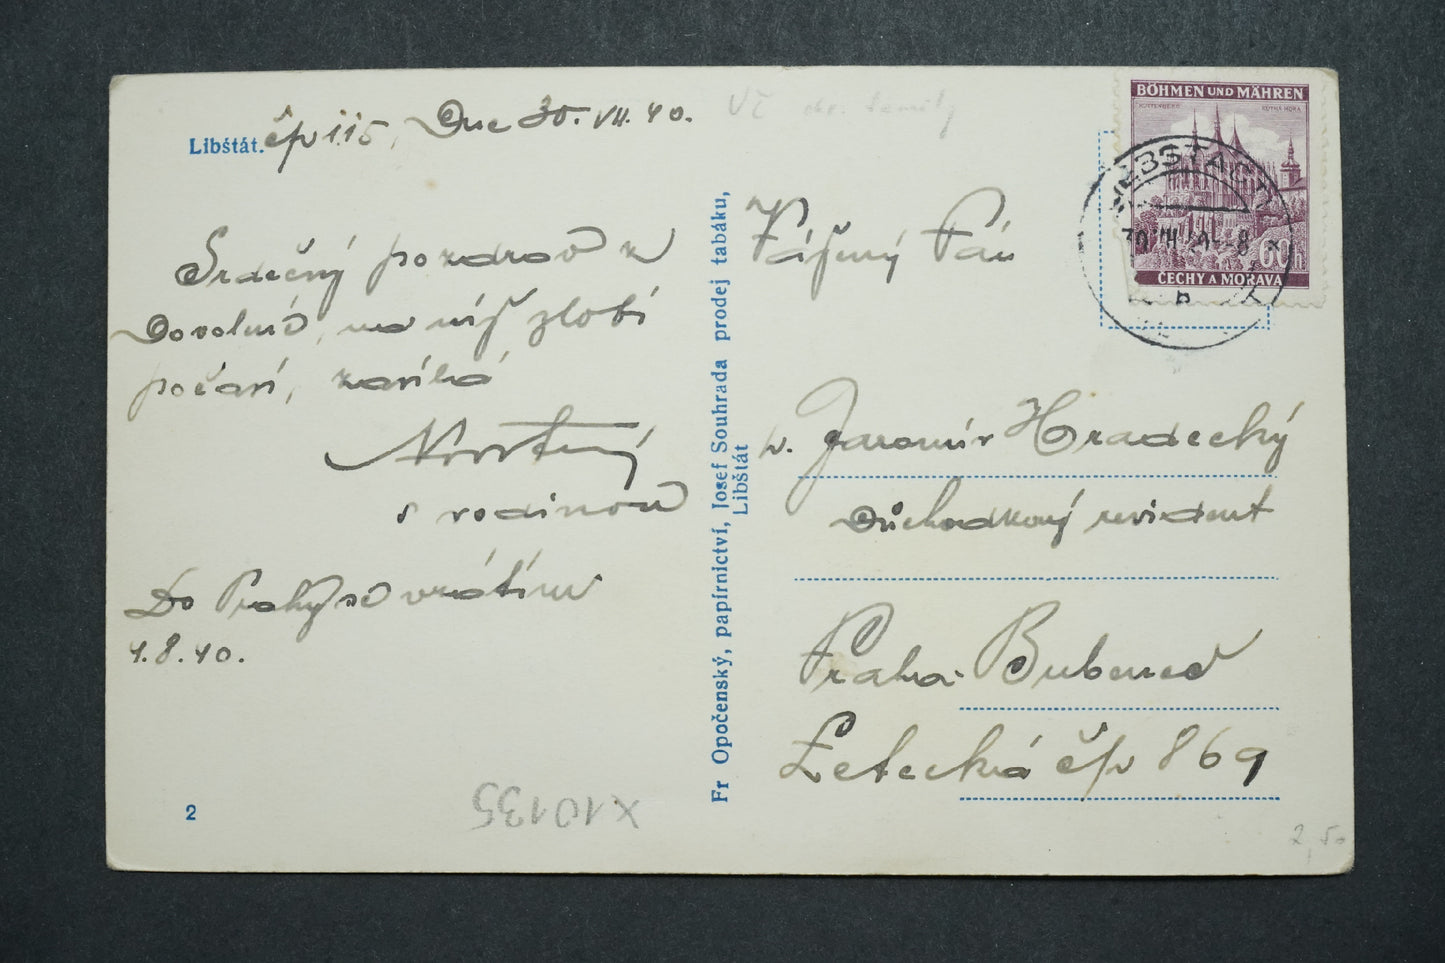 Libštát. čp 115, Dne 30. VII. 40.
Srdečný pozdrav z
Dovolené, na níž zlobí
počasí, zasílá
s rodinou
Do Prahy se vrátím
4.8.40.
2
X10135
Fr Opočenský, papírnictví, Josef Souhrada prodej tabáku,
Libštát
BÖHMEN UND MÄHREN
KUTTENBERG KUTNÁ HORA
60h
ČECHY A MORAVA
Vážený Pán
p. Jaromír Hradecký
Důchodkový revident
Praha-Bubeneč
Letecká čp 869
2,50